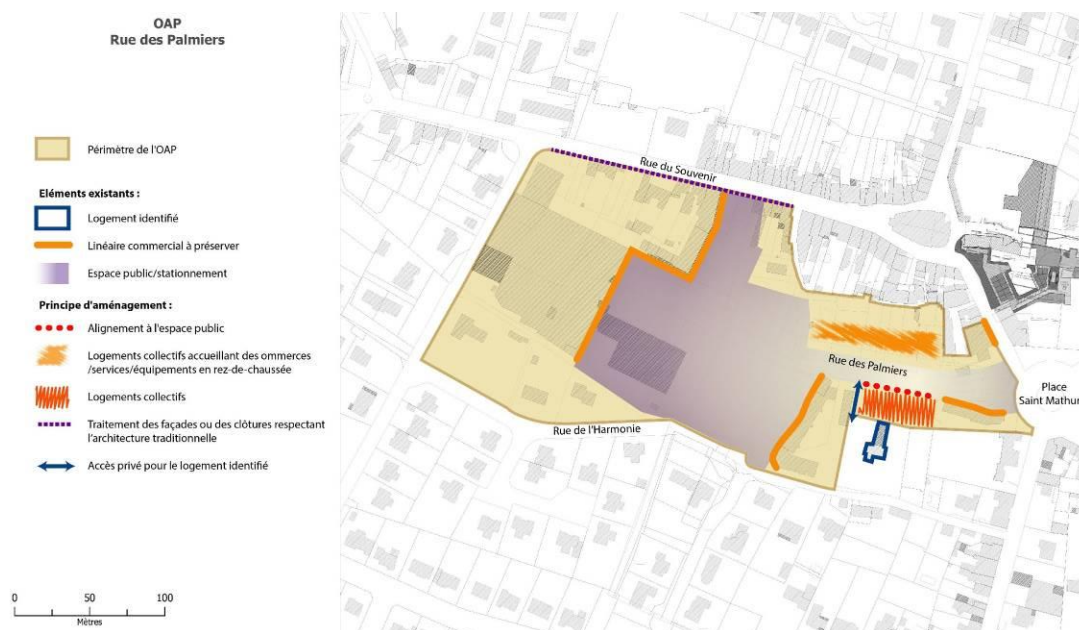 OAP
Rue des Palmiers
Périmètre de l'OAP
Eléments existants :
Logement identifié
Linéaire commercial à préserver
Espace public/stationnement
Principe d'aménagement :
Alignement à l'espace public
Logements collectifs accueillant des ommerces
/services/équipements en rez-de-chaussée
Logements collectifs
Traitement des façades ou des clôtures respectant
l'architecture traditionnelle
Accès privé pour le logement identifié
0 50 100
Mètres
Rue du Souvenir
Rue des Palmiers
Place
Saint Mathur
Rue de l'Harmonie